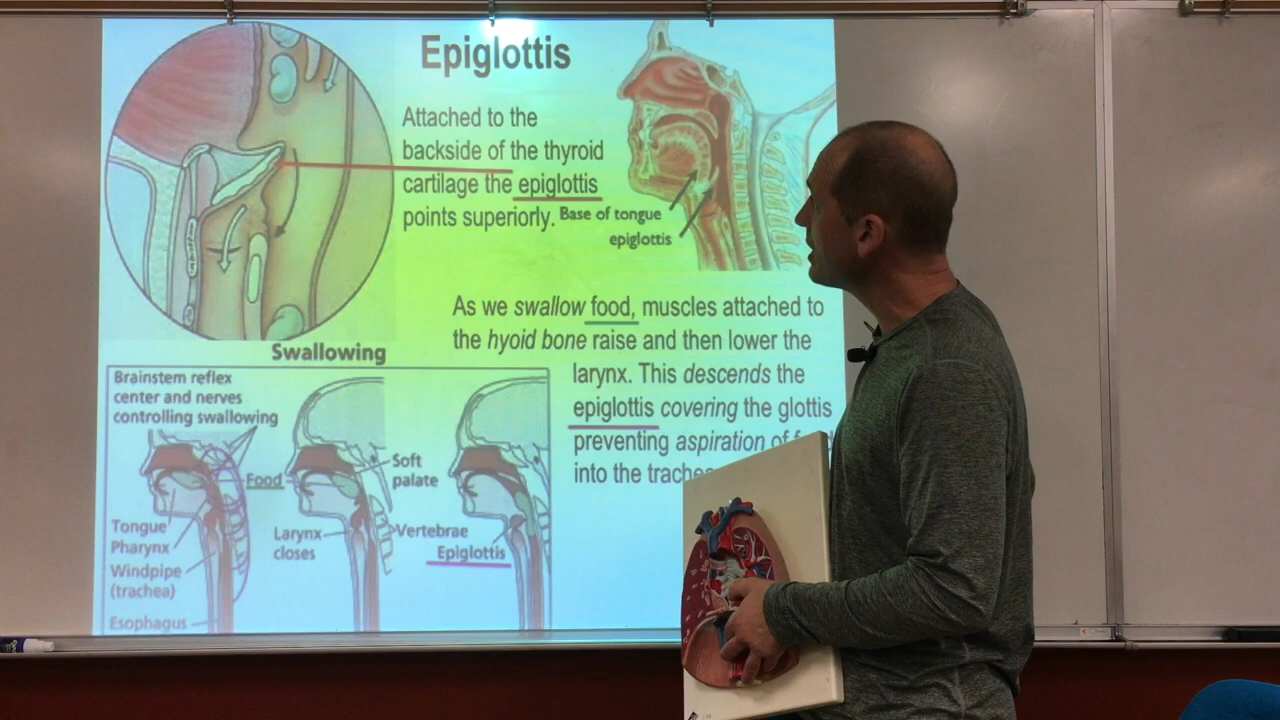 Epiglottis
Attached to the
backside of the thyroid
cartilage the epiglottis
points superiorly.
Base of tongue
epiglottis
As we swallow food, muscles attached to
the hyoid bone raise and then lower the
larynx. This descends the
epiglottis covering the glottis
preventing aspiration of
into the
Swallowing
Brainstem reflex
center and nerves
controlling swallowing
Food
Soft
palate
Tongue
Pharynx
Windpipe
(trachea)
Esophagus
Larynx
closes
Vertebrae
Epiglottis